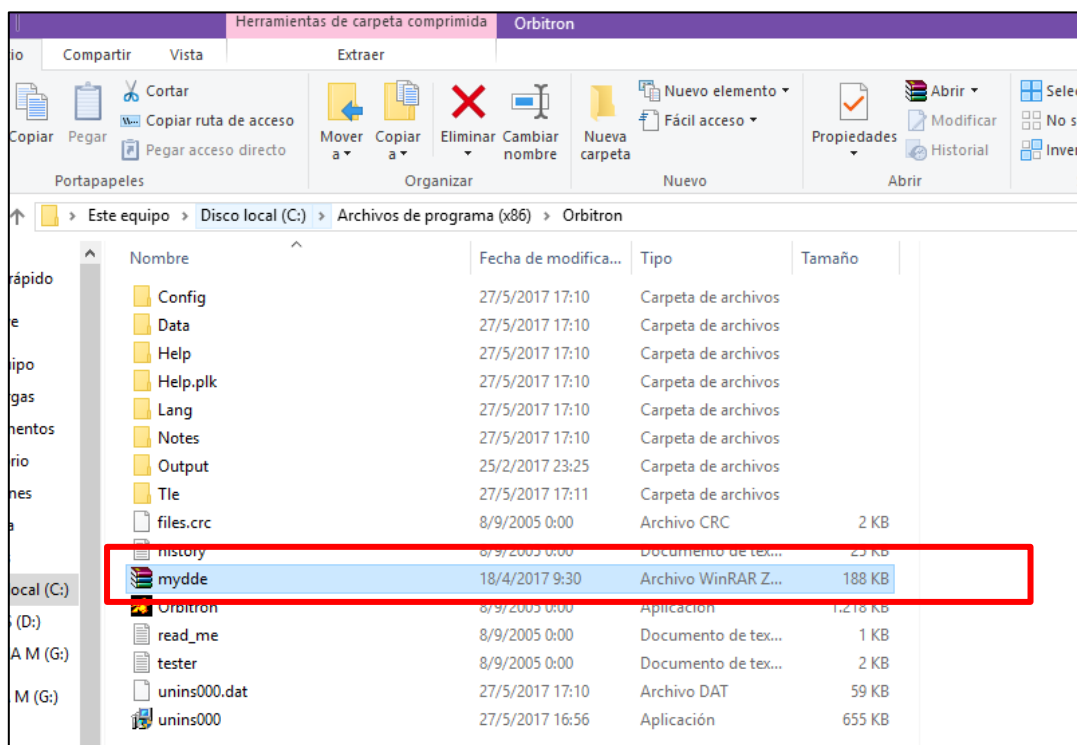 Herramientas de carpeta comprimida Orbitron
Compartir Vista Extraer
Cortar
Copiar ruta de acceso
Pegar acceso directo
Copiar Pegar
Mover a Copiar a Eliminar Cambiar nombre Nueva carpeta
Nuevo elemento
Fácil acceso
Propiedades
Abrir
Modificar
Historial
Portapapeles Organizar Nuevo Abrir
Este equipo > Disco local (C:) > Archivos de programa (x86) > Orbitron
Nombre Fecha de modifica... Tipo Tamaño
rápido
Config 27/5/2017 17:10 Carpeta de archivos
Data 27/5/2017 17:10 Carpeta de archivos
Help 27/5/2017 17:10 Carpeta de archivos
Help.plk 27/5/2017 17:10 Carpeta de archivos
Lang 27/5/2017 17:10 Carpeta de archivos
Notes 27/5/2017 17:10 Carpeta de archivos
Output 25/2/2017 23:25 Carpeta de archivos
Tle 27/5/2017 17:11 Carpeta de archivos
files.crc 8/9/2005 0:00 Archivo CRC 2 KB
history 8/9/2005 0:00 Documento de tex... 25 KB
mydde 18/4/2017 9:30 Archivo WinRAR Z... 188 KB
Orbitron 8/9/2005 0:00 Aplicación 1.218 KB
read_me 8/9/2005 0:00 Documento de tex... 1 KB
tester 8/9/2005 0:00 Documento de tex... 2 KB
unins000.dat 27/5/2017 17:10 Archivo DAT 59 KB
unins000 27/5/2017 16:56 Aplicación 655 KB
ocal (C:)
(D:)
A M (G:)
M (G:)